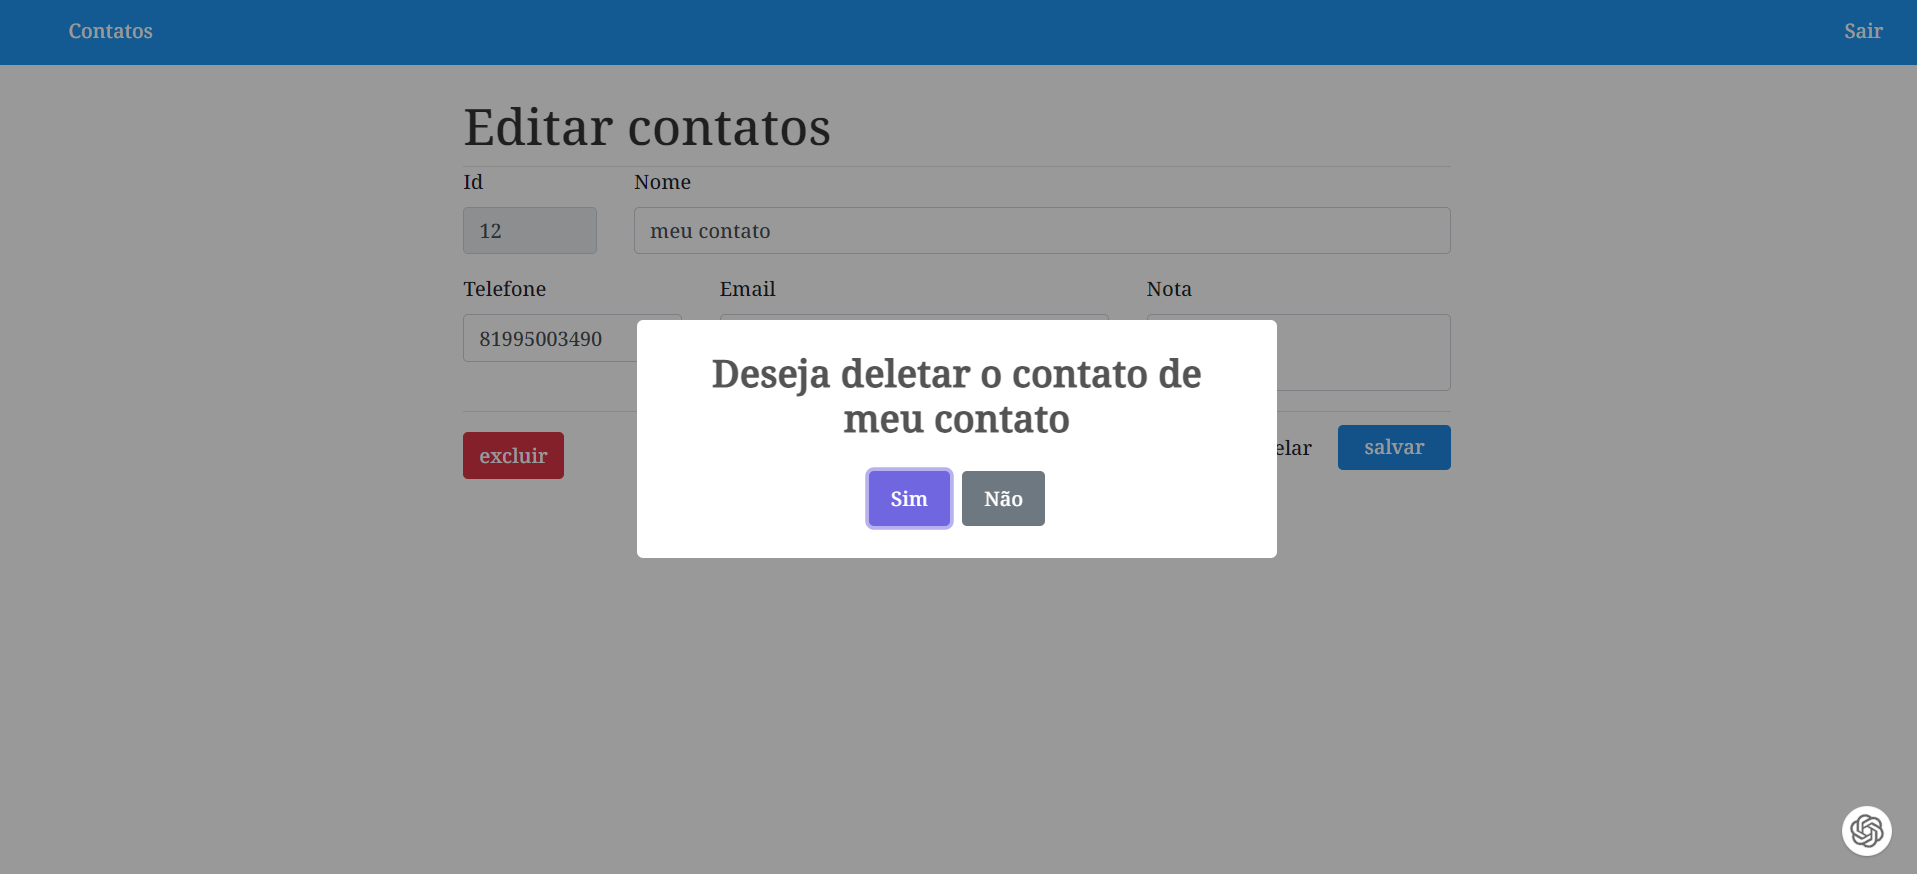 Contatos
Sair
Editar contatos
Id
Nome
12
meu contato
Telefone
Email
Nota
81995003490
Deseja deletar o contato de
meu contato
Sim
Não
excluir
elar
salvar